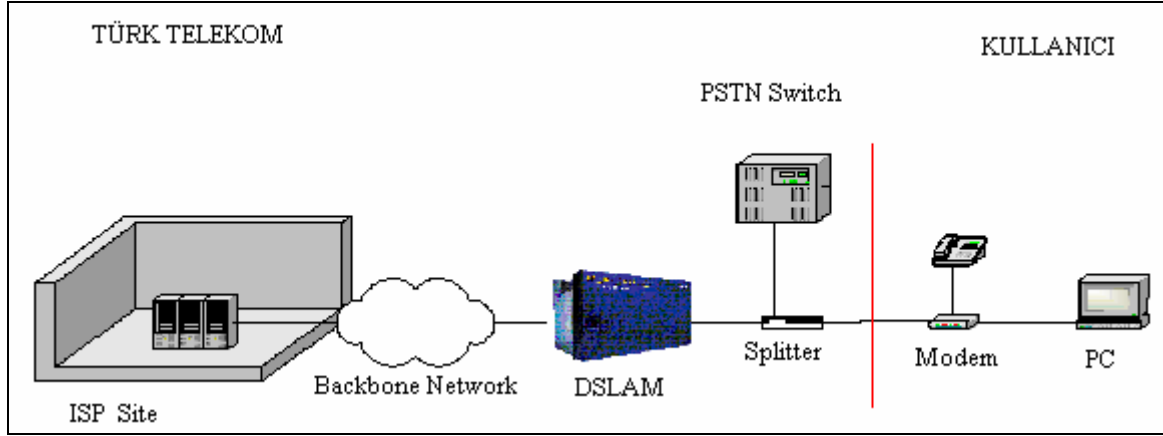 TÜRK TELEKOM
KULLANICI
PSTN Switch
Splitter
Modem
PC
Backbone Network
DSLAM
ISP Site